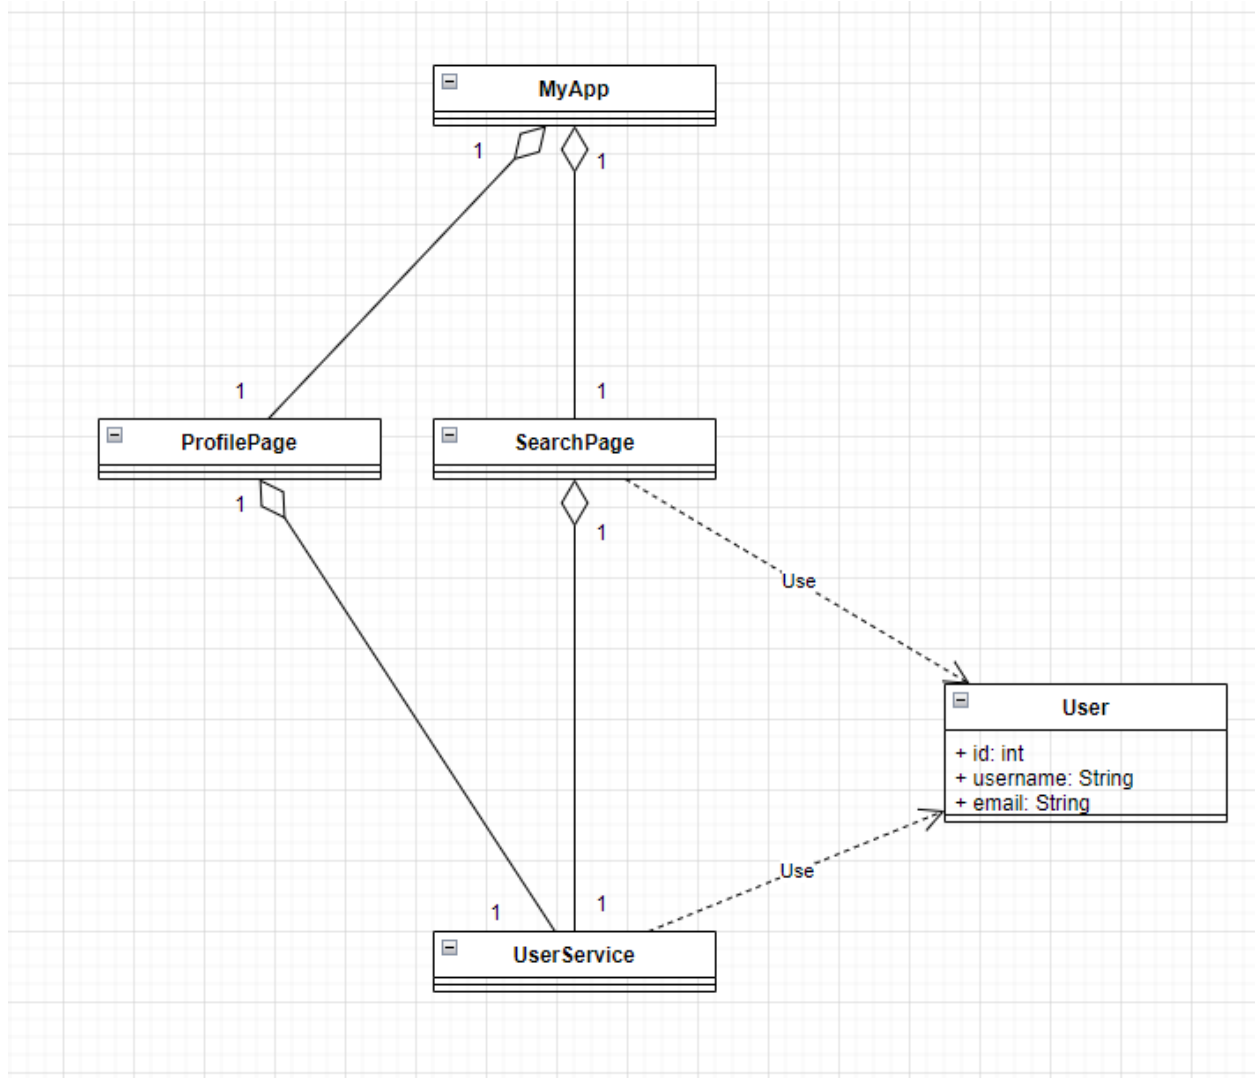 MyApp
1
1
1
1
ProfilePage
SearchPage
1
1
Use
User
+ id: int
+ username: String
+ email: String
Use
1
1
UserService